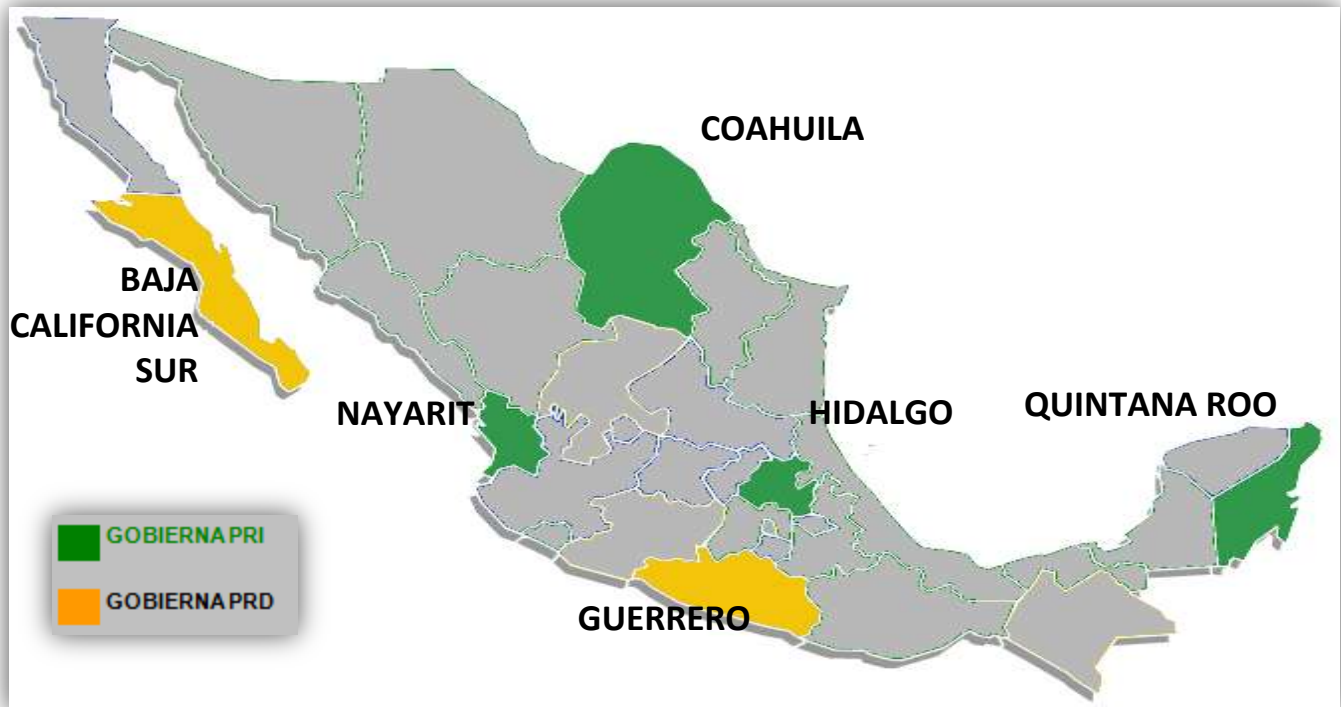 COAHUILA
BAJA
CALIFORNIA
SUR
NAYARIT
HIDALGO
QUINTANA ROO
GOBIERNA PRI
GOBIERNA PRD
GUERRERO